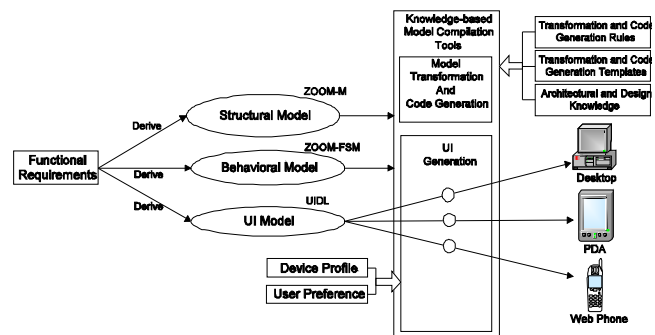 Knowledge-based
Model Compilation
Tools
Transformation and Code
Generation Rules
Model
Transformation
And
Code Generation
Transformation and Code
Generation Templates
Architectural and Design
Knowledge
ZOOM-M
Structural Model
Derive
ZOOM-FSM
Behavioral Model
Functional
Requirements
Derive
UI
Generation
Desktop
Derive
UIDL
UI Model
PDA
Device Profile
User Preference
Web Phone